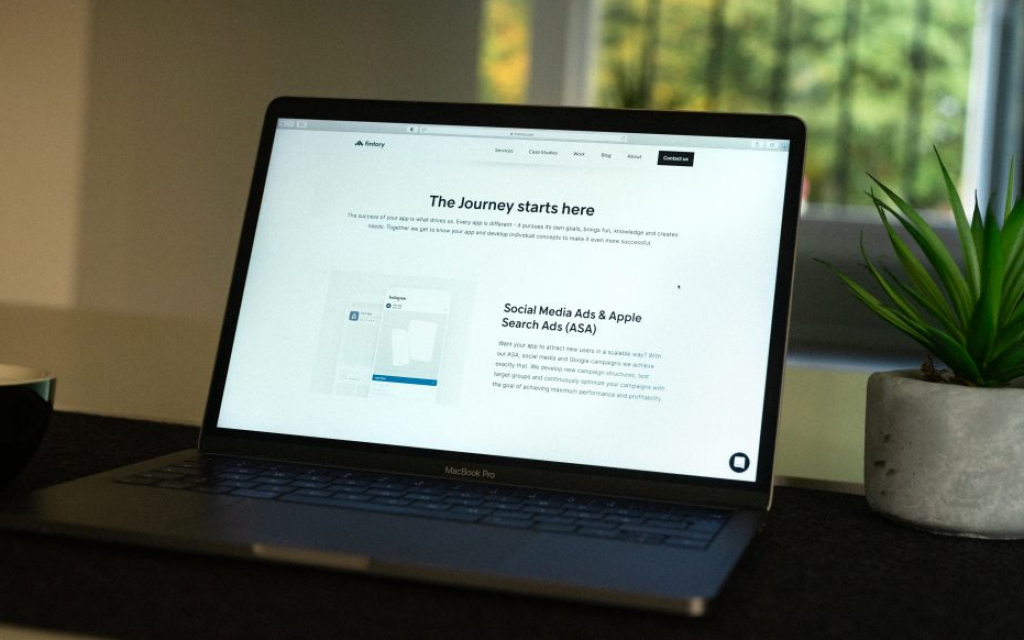 fintory
Services Case Studies Work Blog About Contact us
The Journey starts here
The success of your app is what drives us. Every app is different - it pursues its own goals, brings fun, knowledge and creates
needs. Together we get to know your app and develop individual concepts to make it even more successful.
Instagram
Social Media Ads & Apple
Search Ads (ASA)
Want your app to attract new users in a scalable way? With
our ASA, social media and Google campaigns we achieve
exactly that. We develop new campaign structures, test
target groups and continuously optimize your campaigns with
the goal of achieving maximum performance and profitability.
MacBook Pro